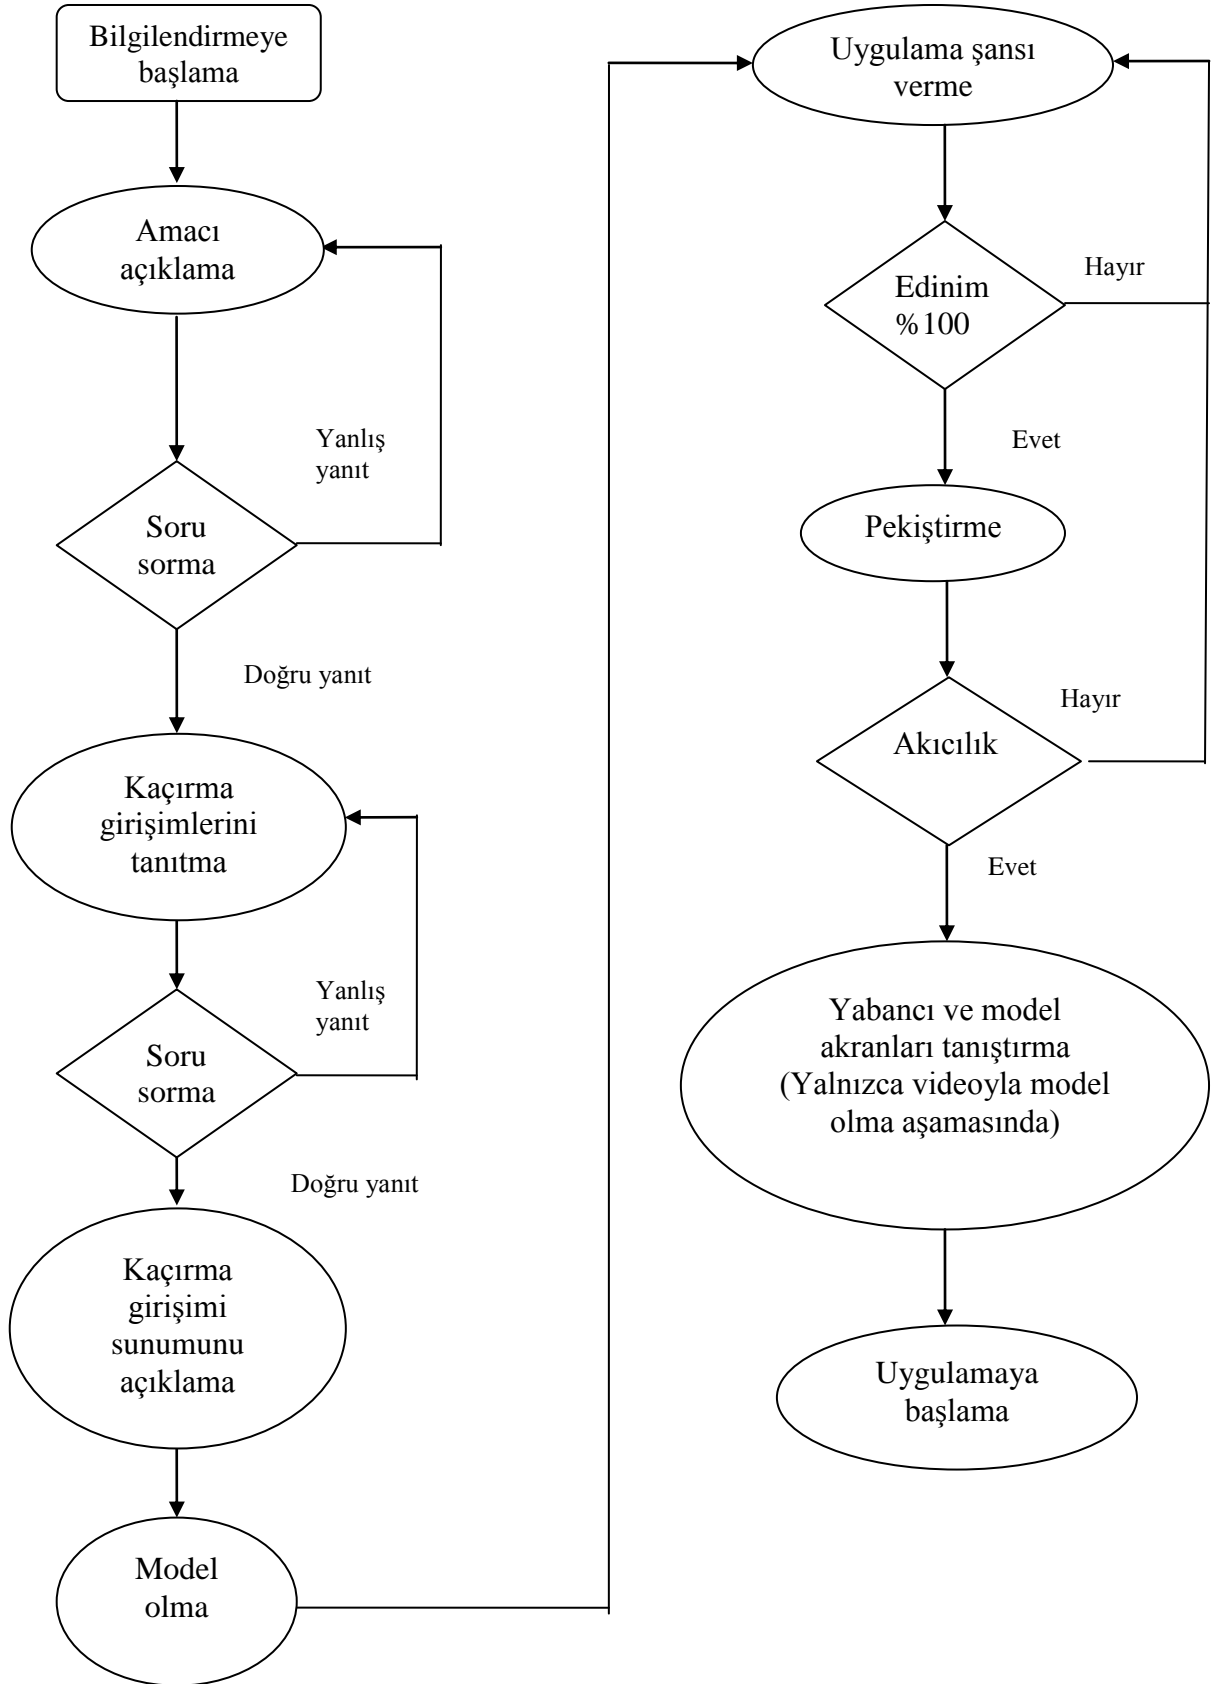 Bilgilendirmeye
başlama
Amacı
açıklama
Yanlış
yanıt
Soru
sorma
Doğru yanıt
Kaçırma
girişimlerini
tanıtma
Yanlış
yanıt
Soru
sorma
Doğru yanıt
Kaçırma
girişimi
sunumunu
açıklama
Model
olma
Uygulama şansı
verme
Hayır
Edinim
%100
Evet
Pekiştirme
Hayır
Akıcılık
Evet
Yabancı ve model
akranları tanıştırma
(Yalnızca videoyla model
olma aşamasında)
Uygulamaya
başlama